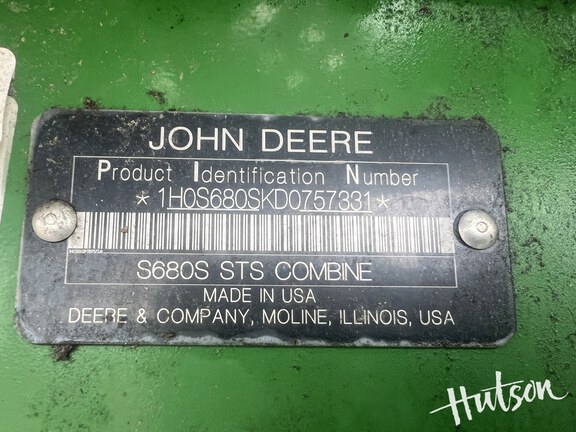 JOHN DEERE
Product Identification Number
*1H0S680SKD0757331*
S680S STS COMBINE
MADE IN USA
DEERE & COMPANY, MOLINE, ILLINOIS, USA
Hutson